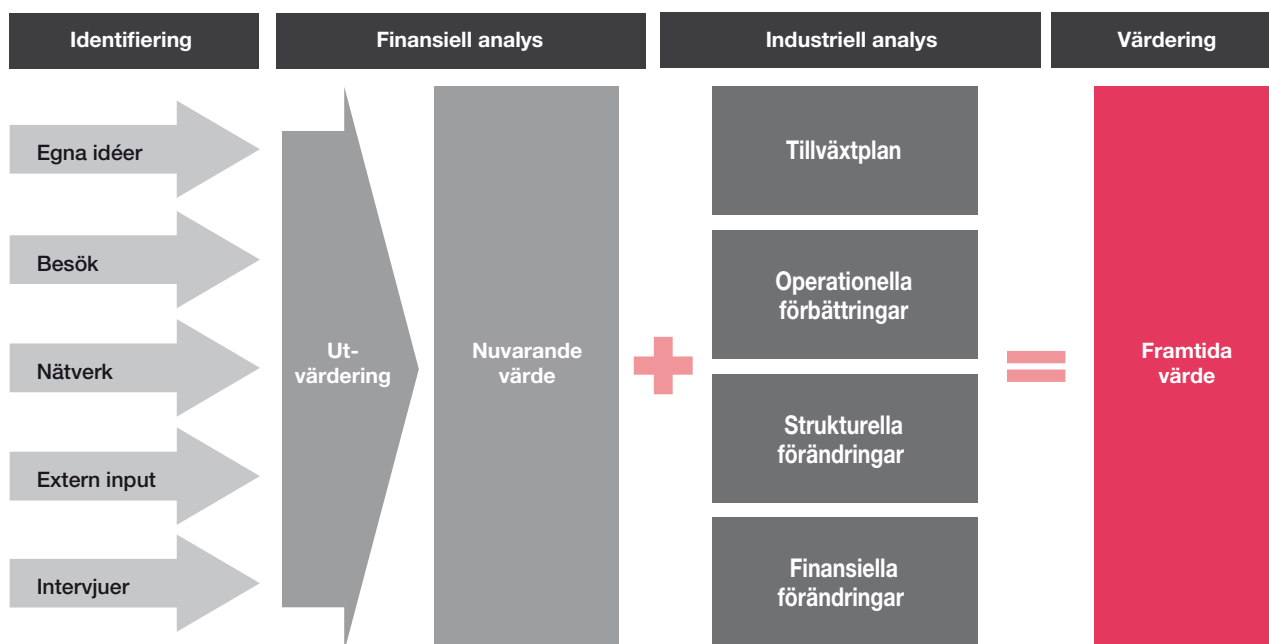 Identifiering
Finansiell analys
Industriell analys
Värdering
Egna idéer
Besök
Nätverk
Extern input
Intervjuer
Ut-
värdering
Nuvarande
värde
Tillväxtplan
Operationella
förbättringar
Strukturella
förändringar
Finansiella
förändringar
Framtida
värde